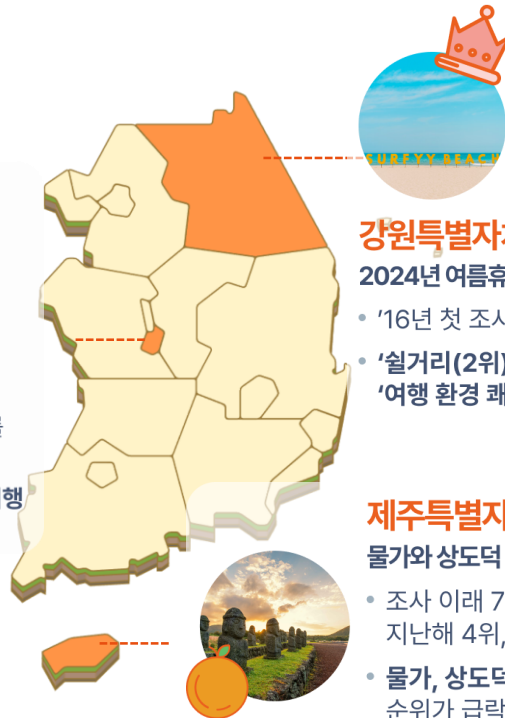 SURFYY BEACH
강원특별자
2024년 여름휴
• '16년 첫 조사
• '쉴거리(2위)
'여행 환경 쾌
행
제주특별자
물가와 상도덕
• 조사 이래 7
지난해 4위,
• 물가, 상도덕
순위가 급락